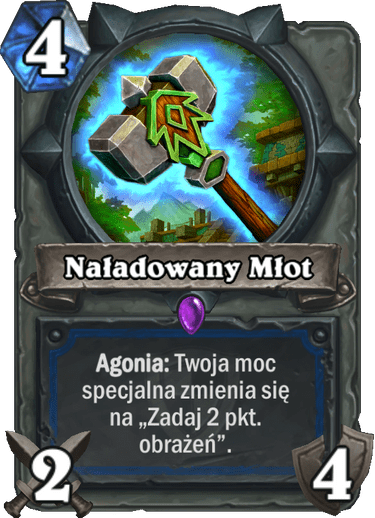 4
Naładowany Młot
Agonia: Twoja moc
specjalna zmienia się
na „Zadaj 2 pkt.
obrażeń”.
2
4